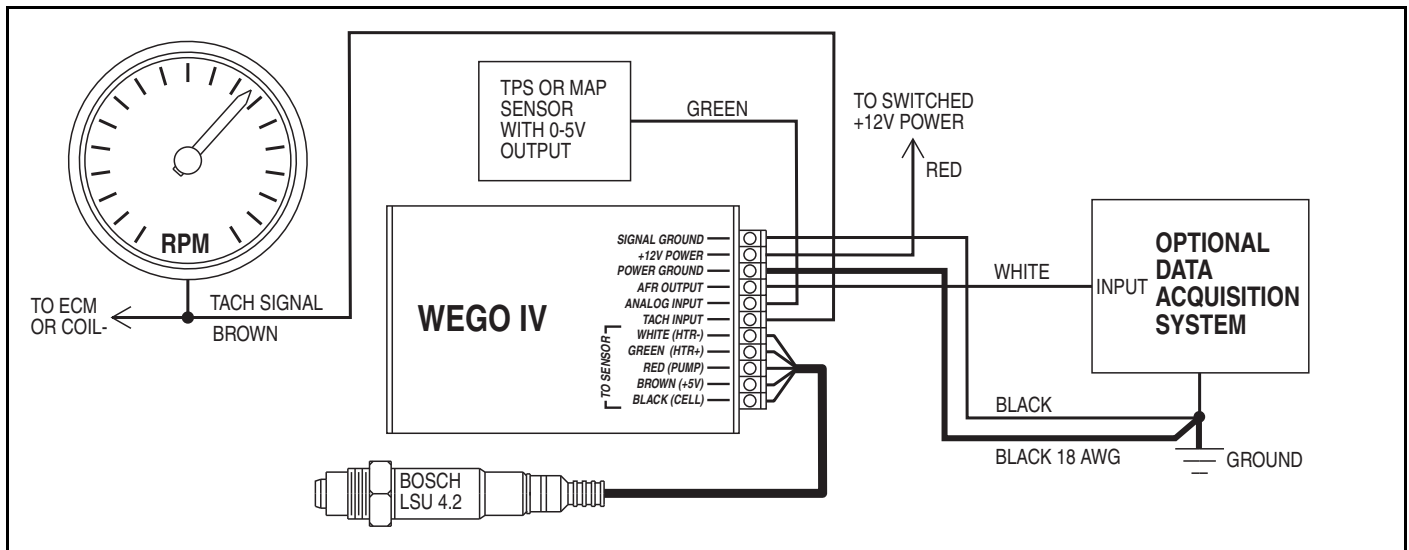 RPM
TO ECM
OR COIL-
TACH SIGNAL
BROWN
TPS OR MAP
SENSOR
WITH 0-5V
OUTPUT
GREEN
TO SWITCHED
+12V POWER
RED
WEGO IV
SIGNAL GROUND
+12V POWER
POWER GROUND
AFR OUTPUT
ANALOG INPUT
TACH INPUT
TO SENSOR
WHITE (HTR-)
GREEN (HTR+)
RED (PUMP)
BROWN (+5V)
BLACK (CELL)
WHITE
INPUT
OPTIONAL
DATA
ACQUISITION
SYSTEM
BLACK
BLACK 18 AWG
GROUND
BOSCH
LSU 4.2